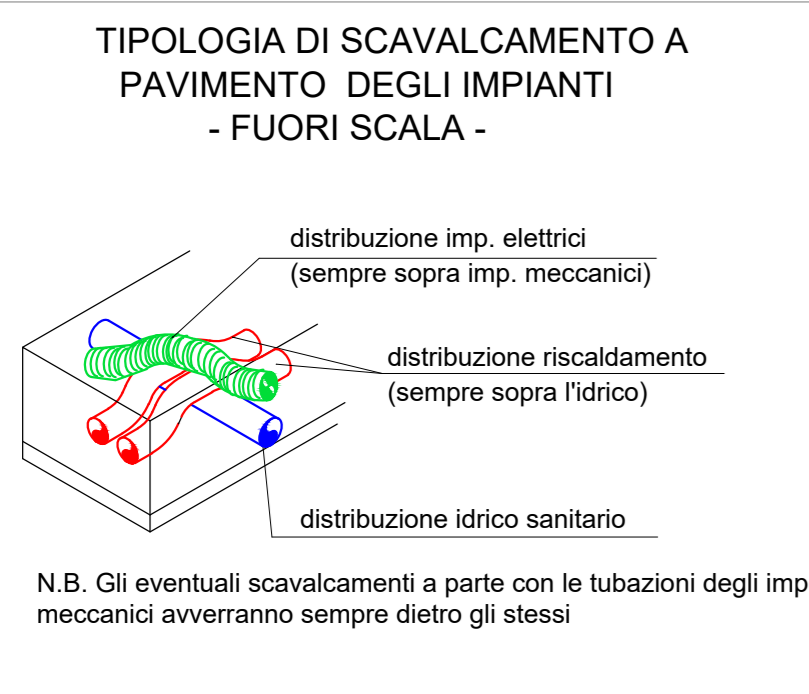 TIPOLOGIA DI SCAVALCAMENTO A
PAVIMENTO DEGLI IMPIANTI
- FUORI SCALA -
distribuzione imp. elettrici
(sempre sopra imp. meccanici)
distribuzione riscaldamento
(sempre sopra l'idrico)
distribuzione idrico sanitario
N.B. Gli eventuali scavalcamenti a parte con le tubazioni degli imp
meccanici avverranno sempre dietro gli stessi